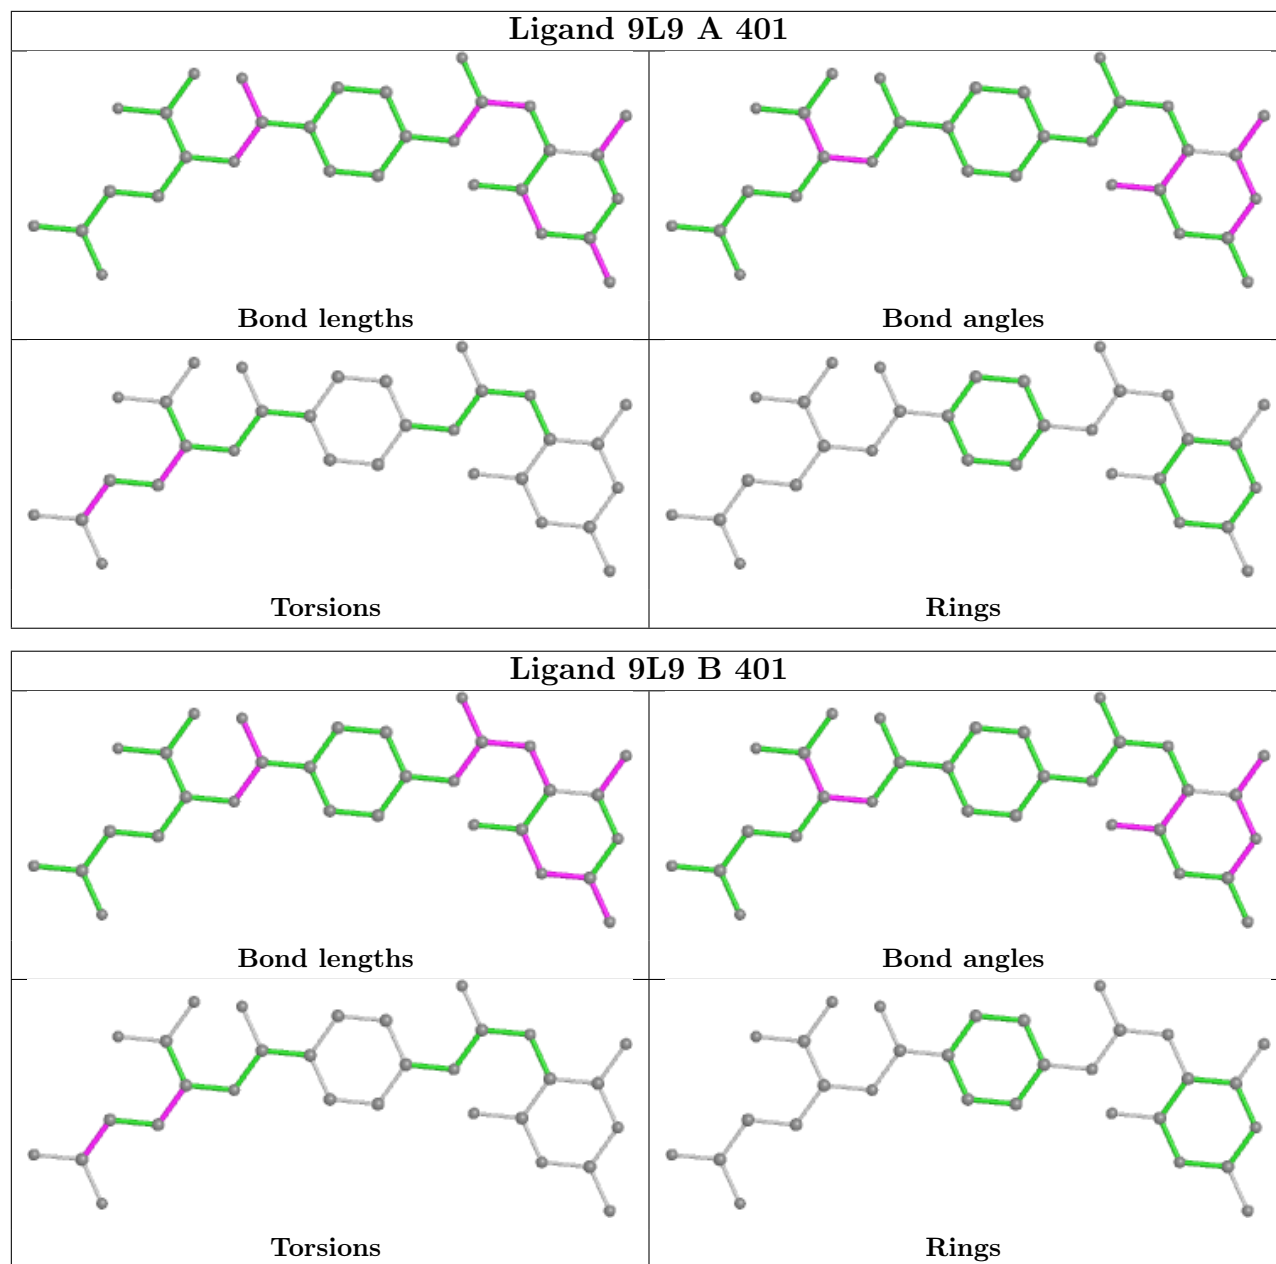 Ligand 9L9 A 401
Bond lengths
Bond angles
Torsions
Rings
Ligand 9L9 B 401
Bond lengths
Bond angles
Torsions
Rings